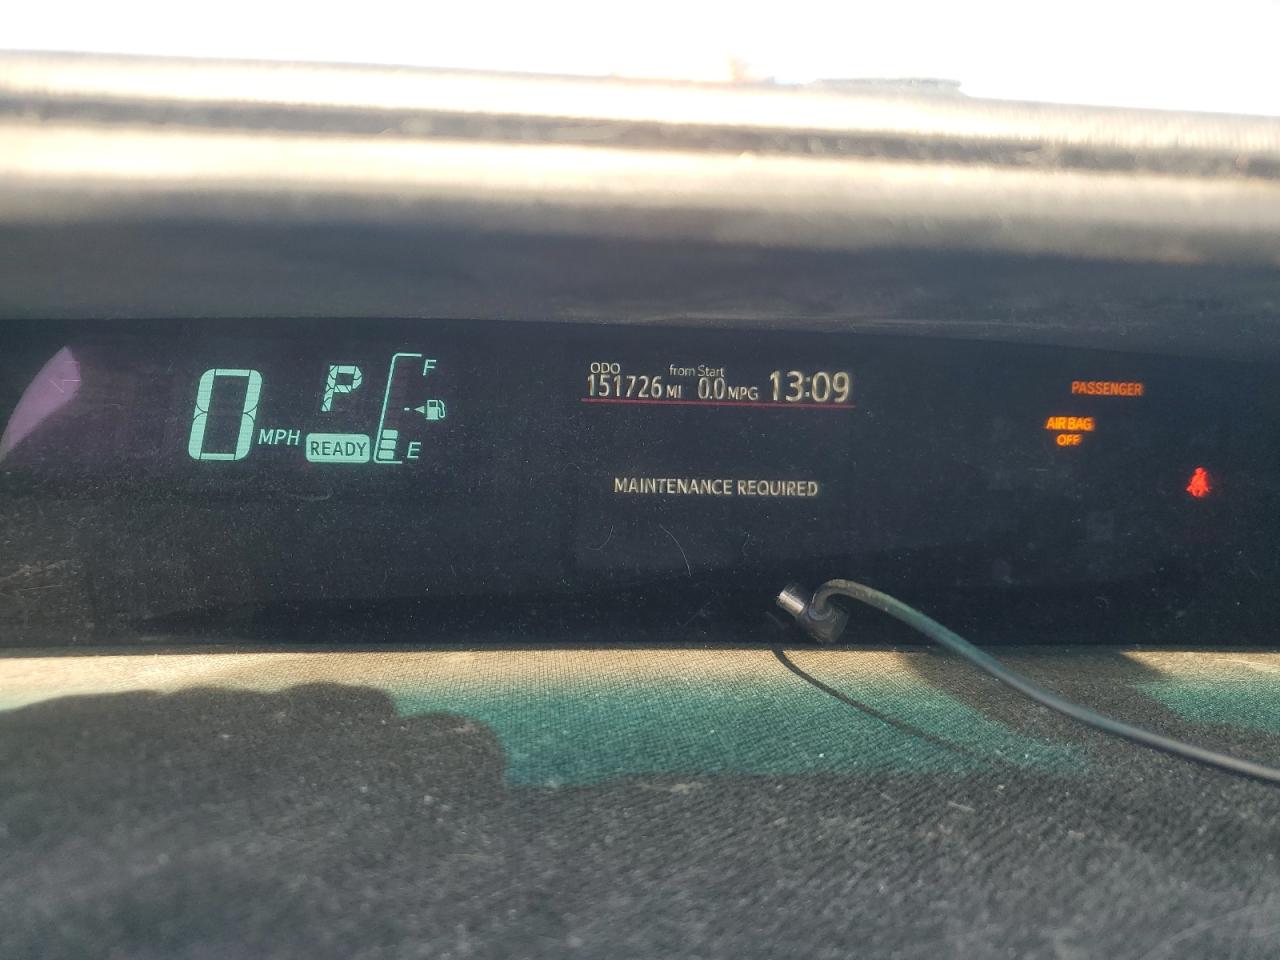 0 MPH
P
READY
F
E
ODO
151726 MI
from Start
0.0 MPG
13:09
MAINTENANCE REQUIRED
PASSENGER
AIR BAG
OFF